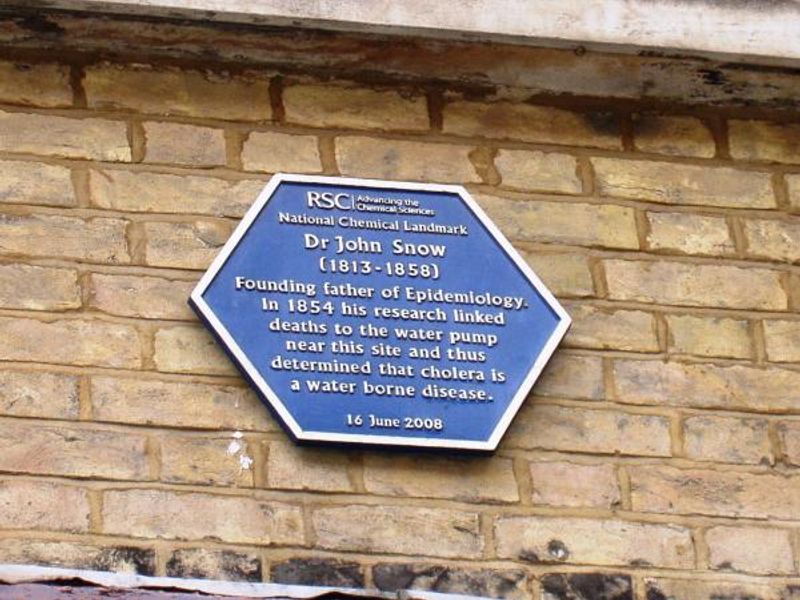 RSC Advancing the
Chemical Sciences
National Chemical Landmark
Dr John Snow
(1813-1858)
Founding father of Epidemiology.
In 1854 his research linked
deaths to the water pump
near this site and thus
determined that cholera is
a water borne disease.
16 June 2008